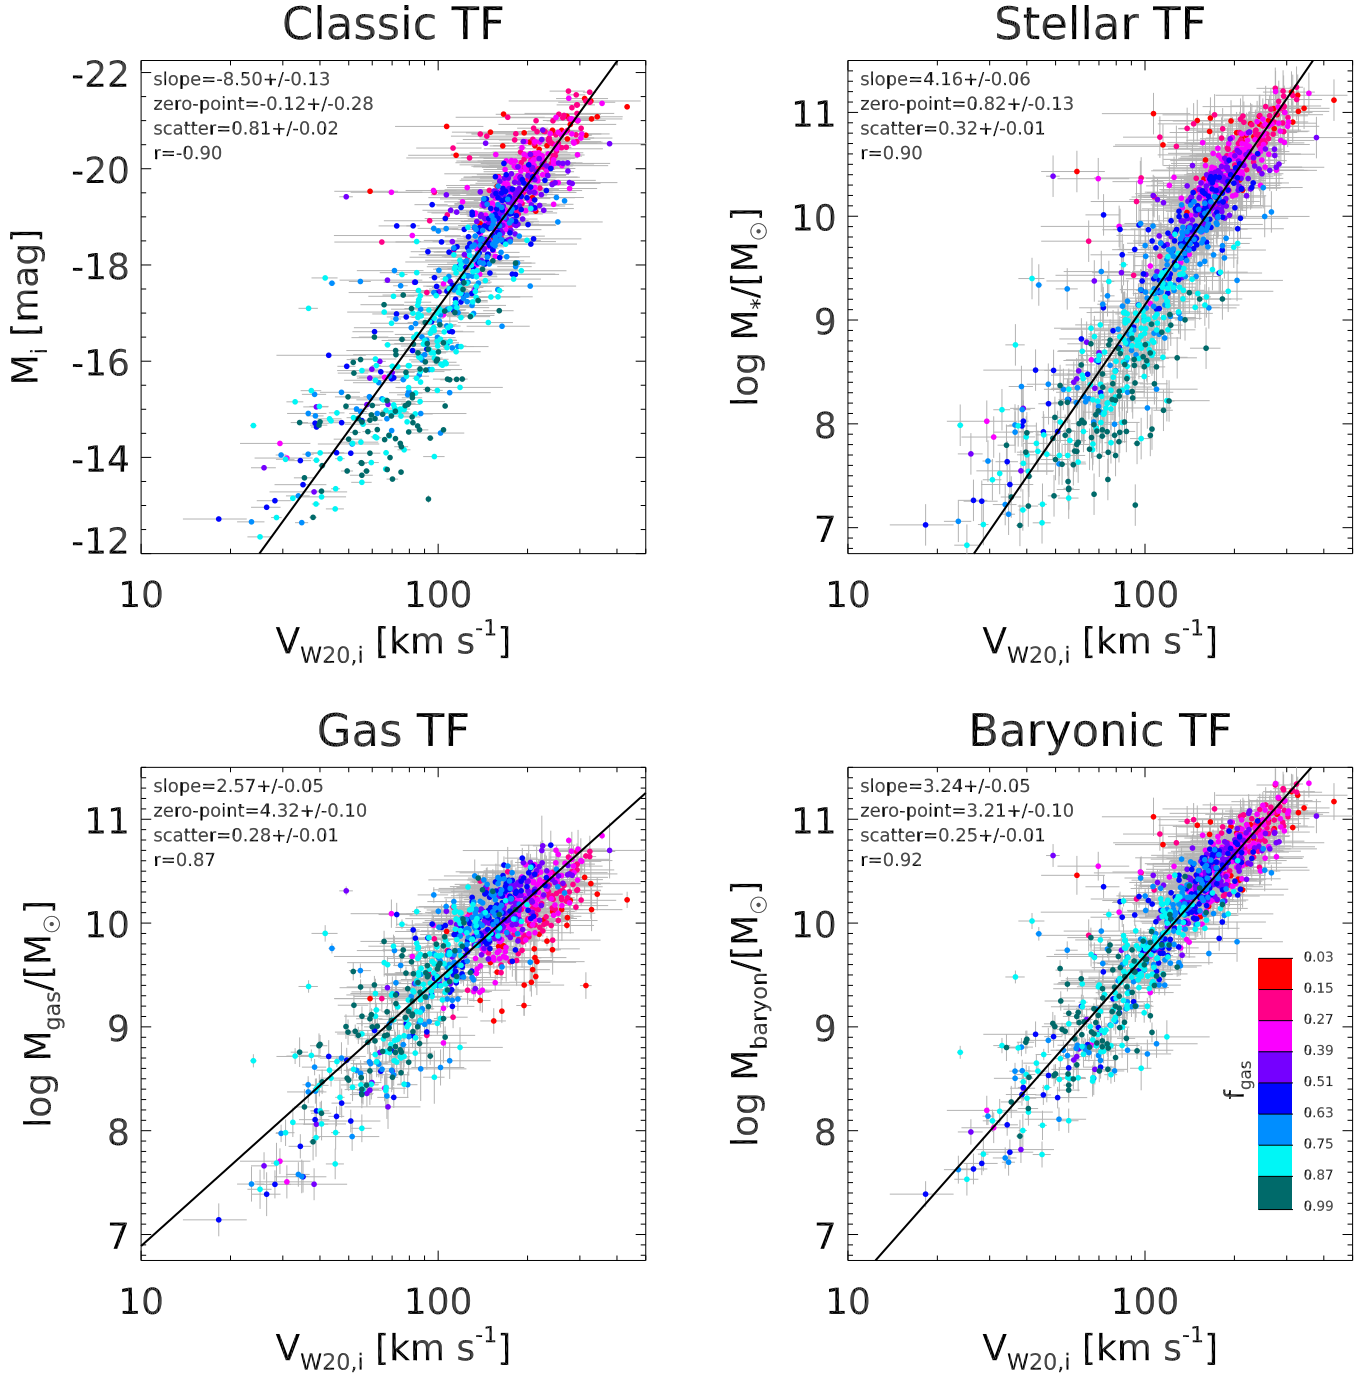 Classic TF
slope=-8.50+/-0.13
zero-point=-0.12+/-0.28
scatter=0.81+/-0.02
r=-0.90
-22
-20
-18
-16
-14
-12
M_i [mag]
10
100
V_W20,i [km s^-1]
Stellar TF
slope=4.16+/-0.06
zero-point=0.82+/-0.13
scatter=0.32+/-0.01
r=0.90
11
10
9
8
7
log M_*/[M_⊙]
10
100
V_W20,i [km s^-1]
Gas TF
slope=2.57+/-0.05
zero-point=4.32+/-0.10
scatter=0.28+/-0.01
r=0.87
11
10
9
8
7
log M_gas/[M_⊙]
10
100
V_W20,i [km s^-1]
Baryonic TF
slope=3.24+/-0.05
zero-point=3.21+/-0.10
scatter=0.25+/-0.01
r=0.92
11
10
9
8
7
log M_baryon/[M_⊙]
10
100
V_W20,i [km s^-1]
f_gas
0.03
0.15
0.27
0.39
0.51
0.63
0.75
0.87
0.99